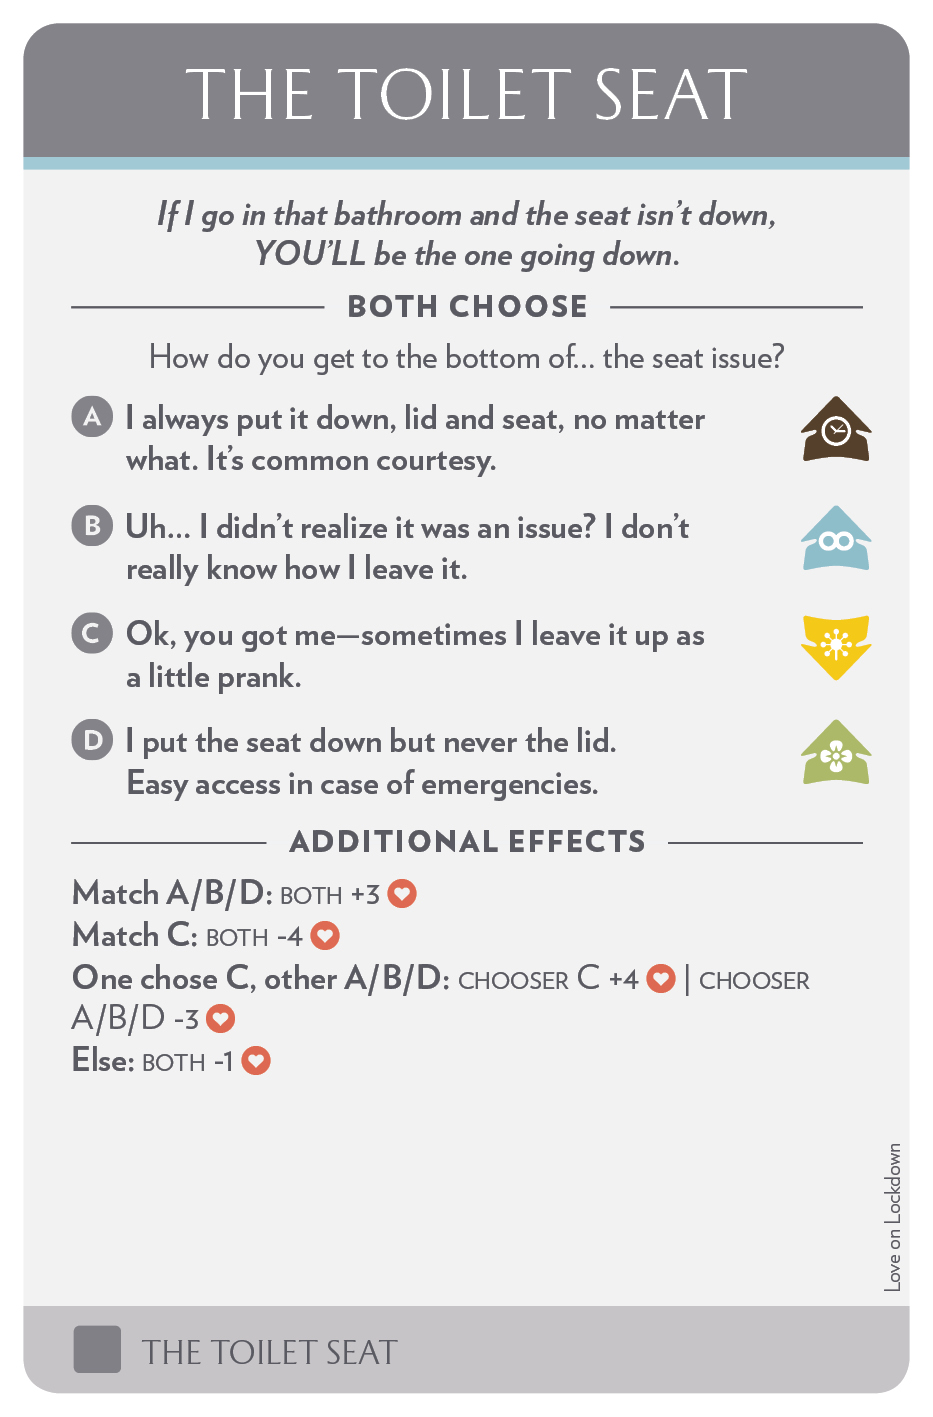 THE TOILET SEAT
If I go in that bathroom and the seat isn't down,
YOU'LL be the one going down.
BOTH CHOOSE
How do you get to the bottom of... the seat issue?
A I always put it down, lid and seat, no matter
what. It's common courtesy.
B Uh... I didn't realize it was an issue? I don't
really know how I leave it.
C Ok, you got me—sometimes I leave it up as
a little prank.
D I put the seat down but never the lid.
Easy access in case of emergencies.
ADDITIONAL EFFECTS
Match A/B/D: BOTH +3
Match C: BOTH -4
One chose C, other A/B/D: CHOOSER C +4 | CHOOSER
A/B/D -3
Else: BOTH -1
Love on Lockdown
THE TOILET SEAT